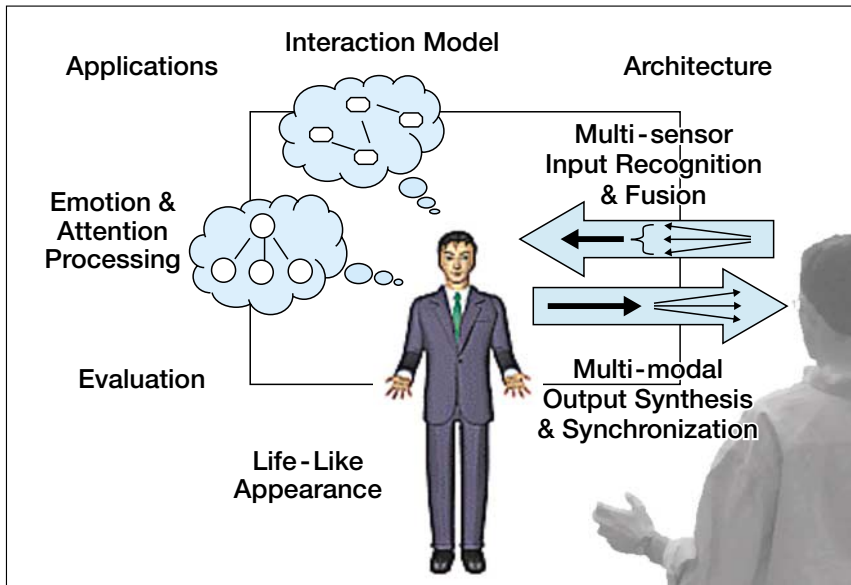 Interaction Model
Applications
Architecture
Multi-sensor
Input Recognition
& Fusion
Emotion &
Attention
Processing
Evaluation
Multi-modal
Output Synthesis
& Synchronization
Life-Like
Appearance